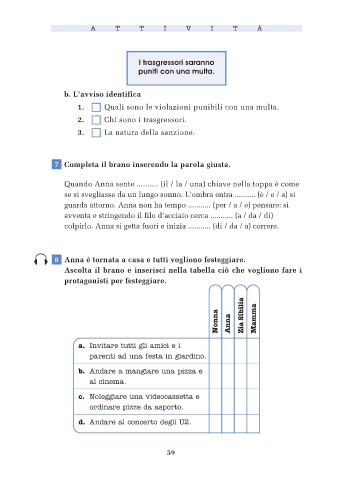 A T T I V I T À
I trasgressori saranno
puniti con una multa.
b. L'avviso identifica
1. Quali sono le violazioni punibili con una multa.
2. Chi sono i trasgressori.
3. La natura della sanzione.
7 Completa il brano inserendo la parola giusta.
Quando Anna sente .......... (il / la / una) chiave nella toppa è come
se si svegliasse da un lungo sonno. L'ombra entra .......... (è / e / a) si
guarda attorno. Anna non ha tempo .......... (per / a / e) pensare: si
avventa e stringendo il filo d'acciaio cerca .......... (a / da / di)
colpirlo. Anna si getta fuori e inizia .......... (di / da / a) correre.
8 Anna è tornata a casa e tutti vogliono festeggiare.
Ascolta il brano e inserisci nella tabella ciò che vogliono fare i
protagonisti per festeggiare.
Nonna
Anna
Zia Sibilla
Mamma
a. Invitare tutti gli amici e i
parenti ad una festa in giardino.
b. Andare a mangiare una pizza e
al cinema.
c. Noleggiare una videocassetta e
ordinare pizze da asporto.
d. Andare al concerto degli U2.
59